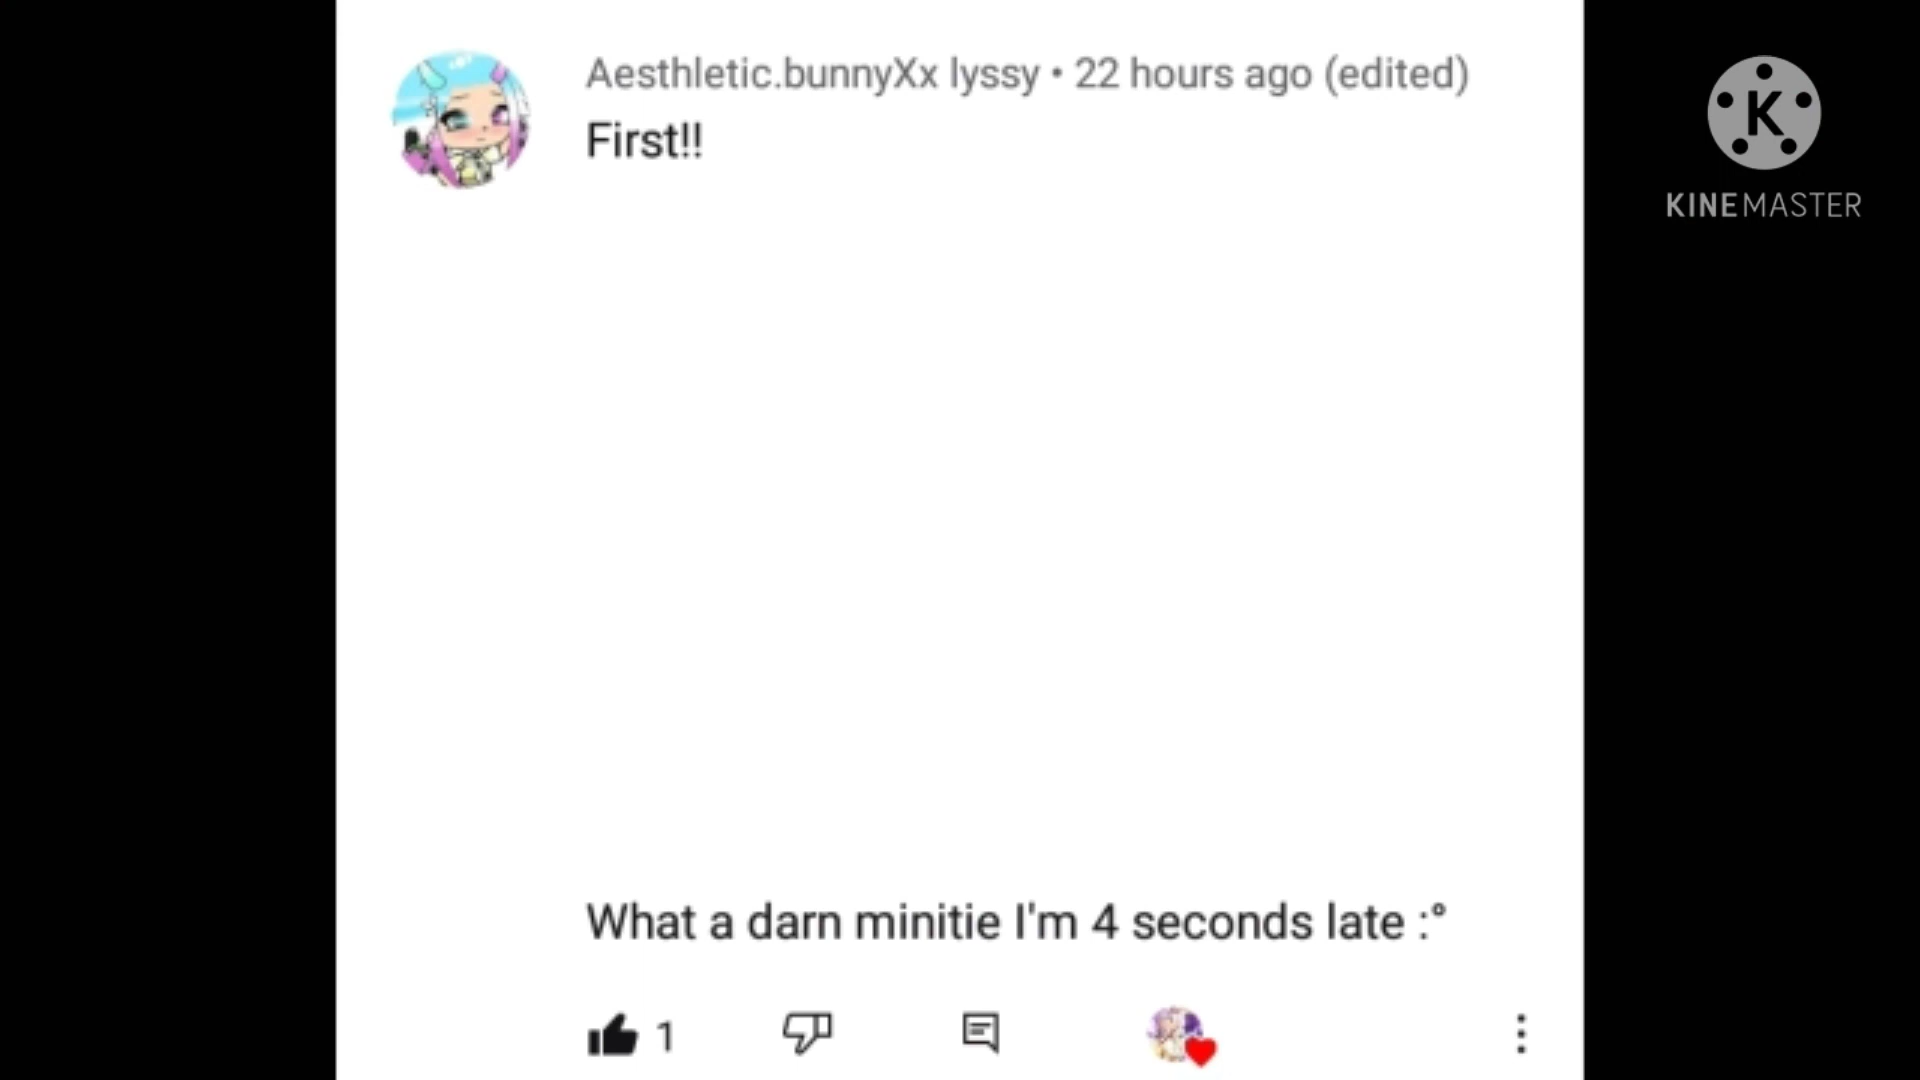 Aesthletic.bunnyXx lyssy • 22 hours ago (edited)
First!!
K
KINEMASTER
What a darn minitie I'm 4 seconds late :°
1